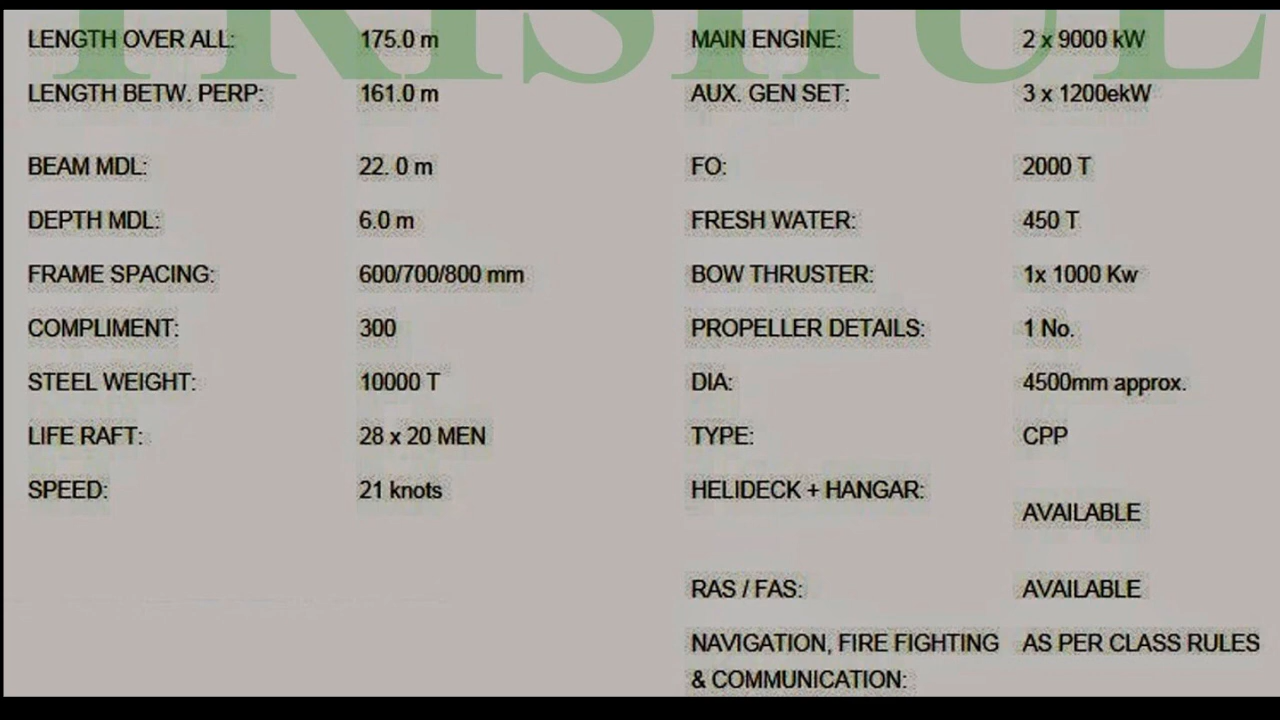 TRISHUL
LENGTH OVER ALL: 175.0 m
LENGTH BETW. PERP: 161.0 m
BEAM MDL: 22. 0 m
DEPTH MDL: 6.0 m
FRAME SPACING: 600/700/800 mm
COMPLIMENT: 300
STEEL WEIGHT: 10000 T
LIFE RAFT: 28 x 20 MEN
SPEED: 21 knots
MAIN ENGINE: 2 x 9000 kW
AUX. GEN SET: 3 x 1200ekW
FO: 2000 T
FRESH WATER: 450 T
BOW THRUSTER: 1x 1000 Kw
PROPELLER DETAILS: 1 No.
DIA: 4500mm approx.
TYPE: CPP
HELIDECK + HANGAR: AVAILABLE
RAS / FAS: AVAILABLE
NAVIGATION, FIRE FIGHTING AS PER CLASS RULES
& COMMUNICATION: